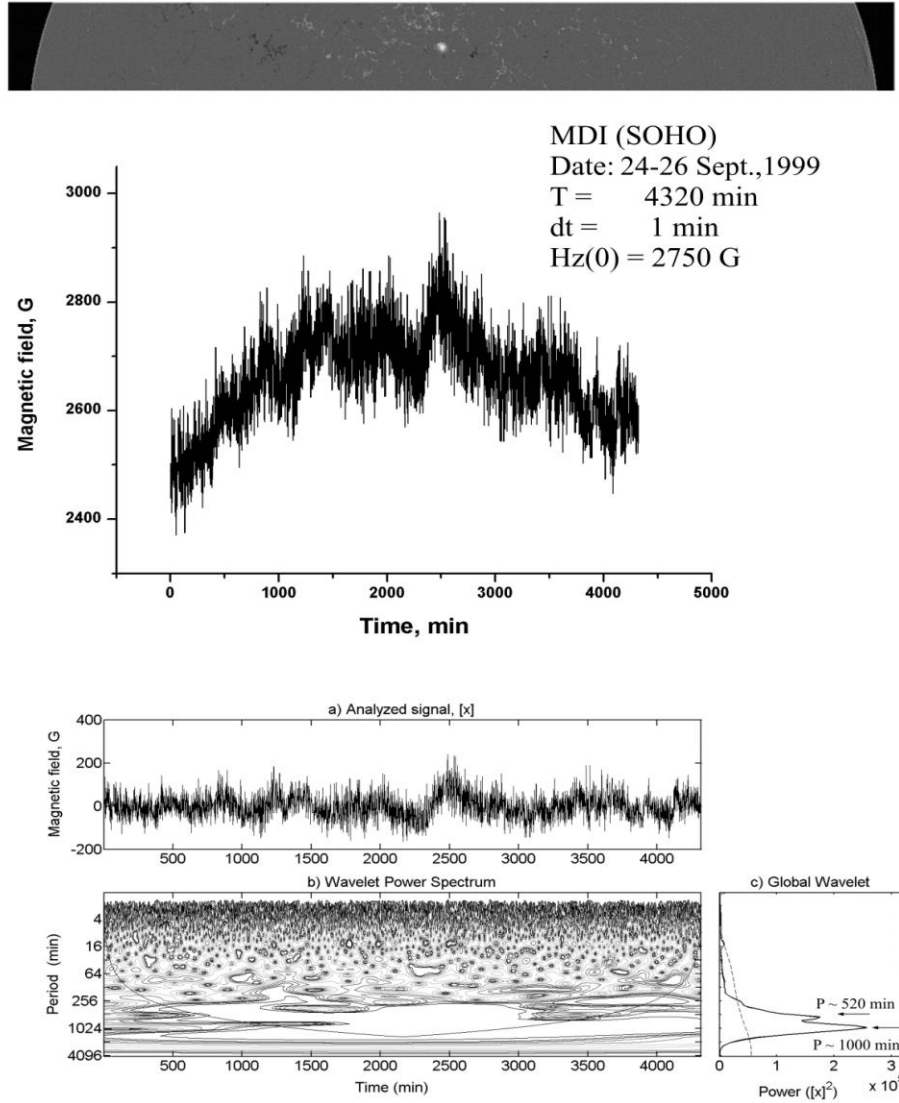 MDI (SOHO)
Date: 24-26 Sept.,1999
T = 4320 min
dt = 1 min
Hz(0) = 2750 G
Magnetic field, G
3000
2800
2600
2400
0 1000 2000 3000 4000 5000
Time, min
a) Analyzed signal, [x]
Magnetic field, G
400
200
0
-200
500 1000 1500 2000 2500 3000 3500 4000
b) Wavelet Power Spectrum
Period (min)
4
16
64
256
1024
4096
500 1000 1500 2000 2500 3000 3500 4000
Time (min)
c) Global Wavelet
P ~ 520 min
P ~ 1000 min
0 1 2 3
Power ([x]²)